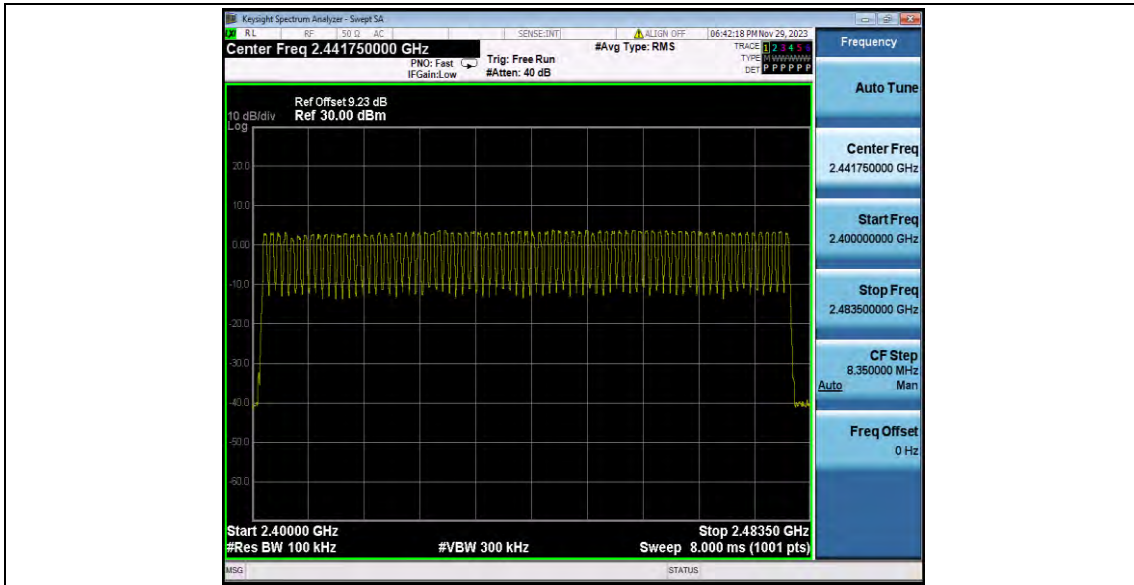 Keysight Spectrum Analyzer - Swept SA
RL RF 50 Ω AC SENSE:INT ALIGN OFF 06:42:18 PM Nov 29, 2023
Center Freq 2.441750000 GHz #Avg Type: RMS TRACE 1 2 3 4 5 6
PNO: Fast Trig: Free Run TYPE M WWWWW
IFGain:Low #Atten: 40 dB DET P P P P P P
Ref Offset 9.23 dB
10 dB/div Ref 30.00 dBm
Log
20.0
10.0
0.00
-10.0
-20.0
-30.0
-40.0
-50.0
-60.0
Start 2.40000 GHz Stop 2.48350 GHz
#Res BW 100 kHz #VBW 300 kHz Sweep 8.000 ms (1001 pts)
MSG STATUS
Frequency
Auto Tune
Center Freq
2.441750000 GHz
Start Freq
2.400000000 GHz
Stop Freq
2.483500000 GHz
CF Step
8.350000 MHz
Auto Man
Freq Offset
0 Hz